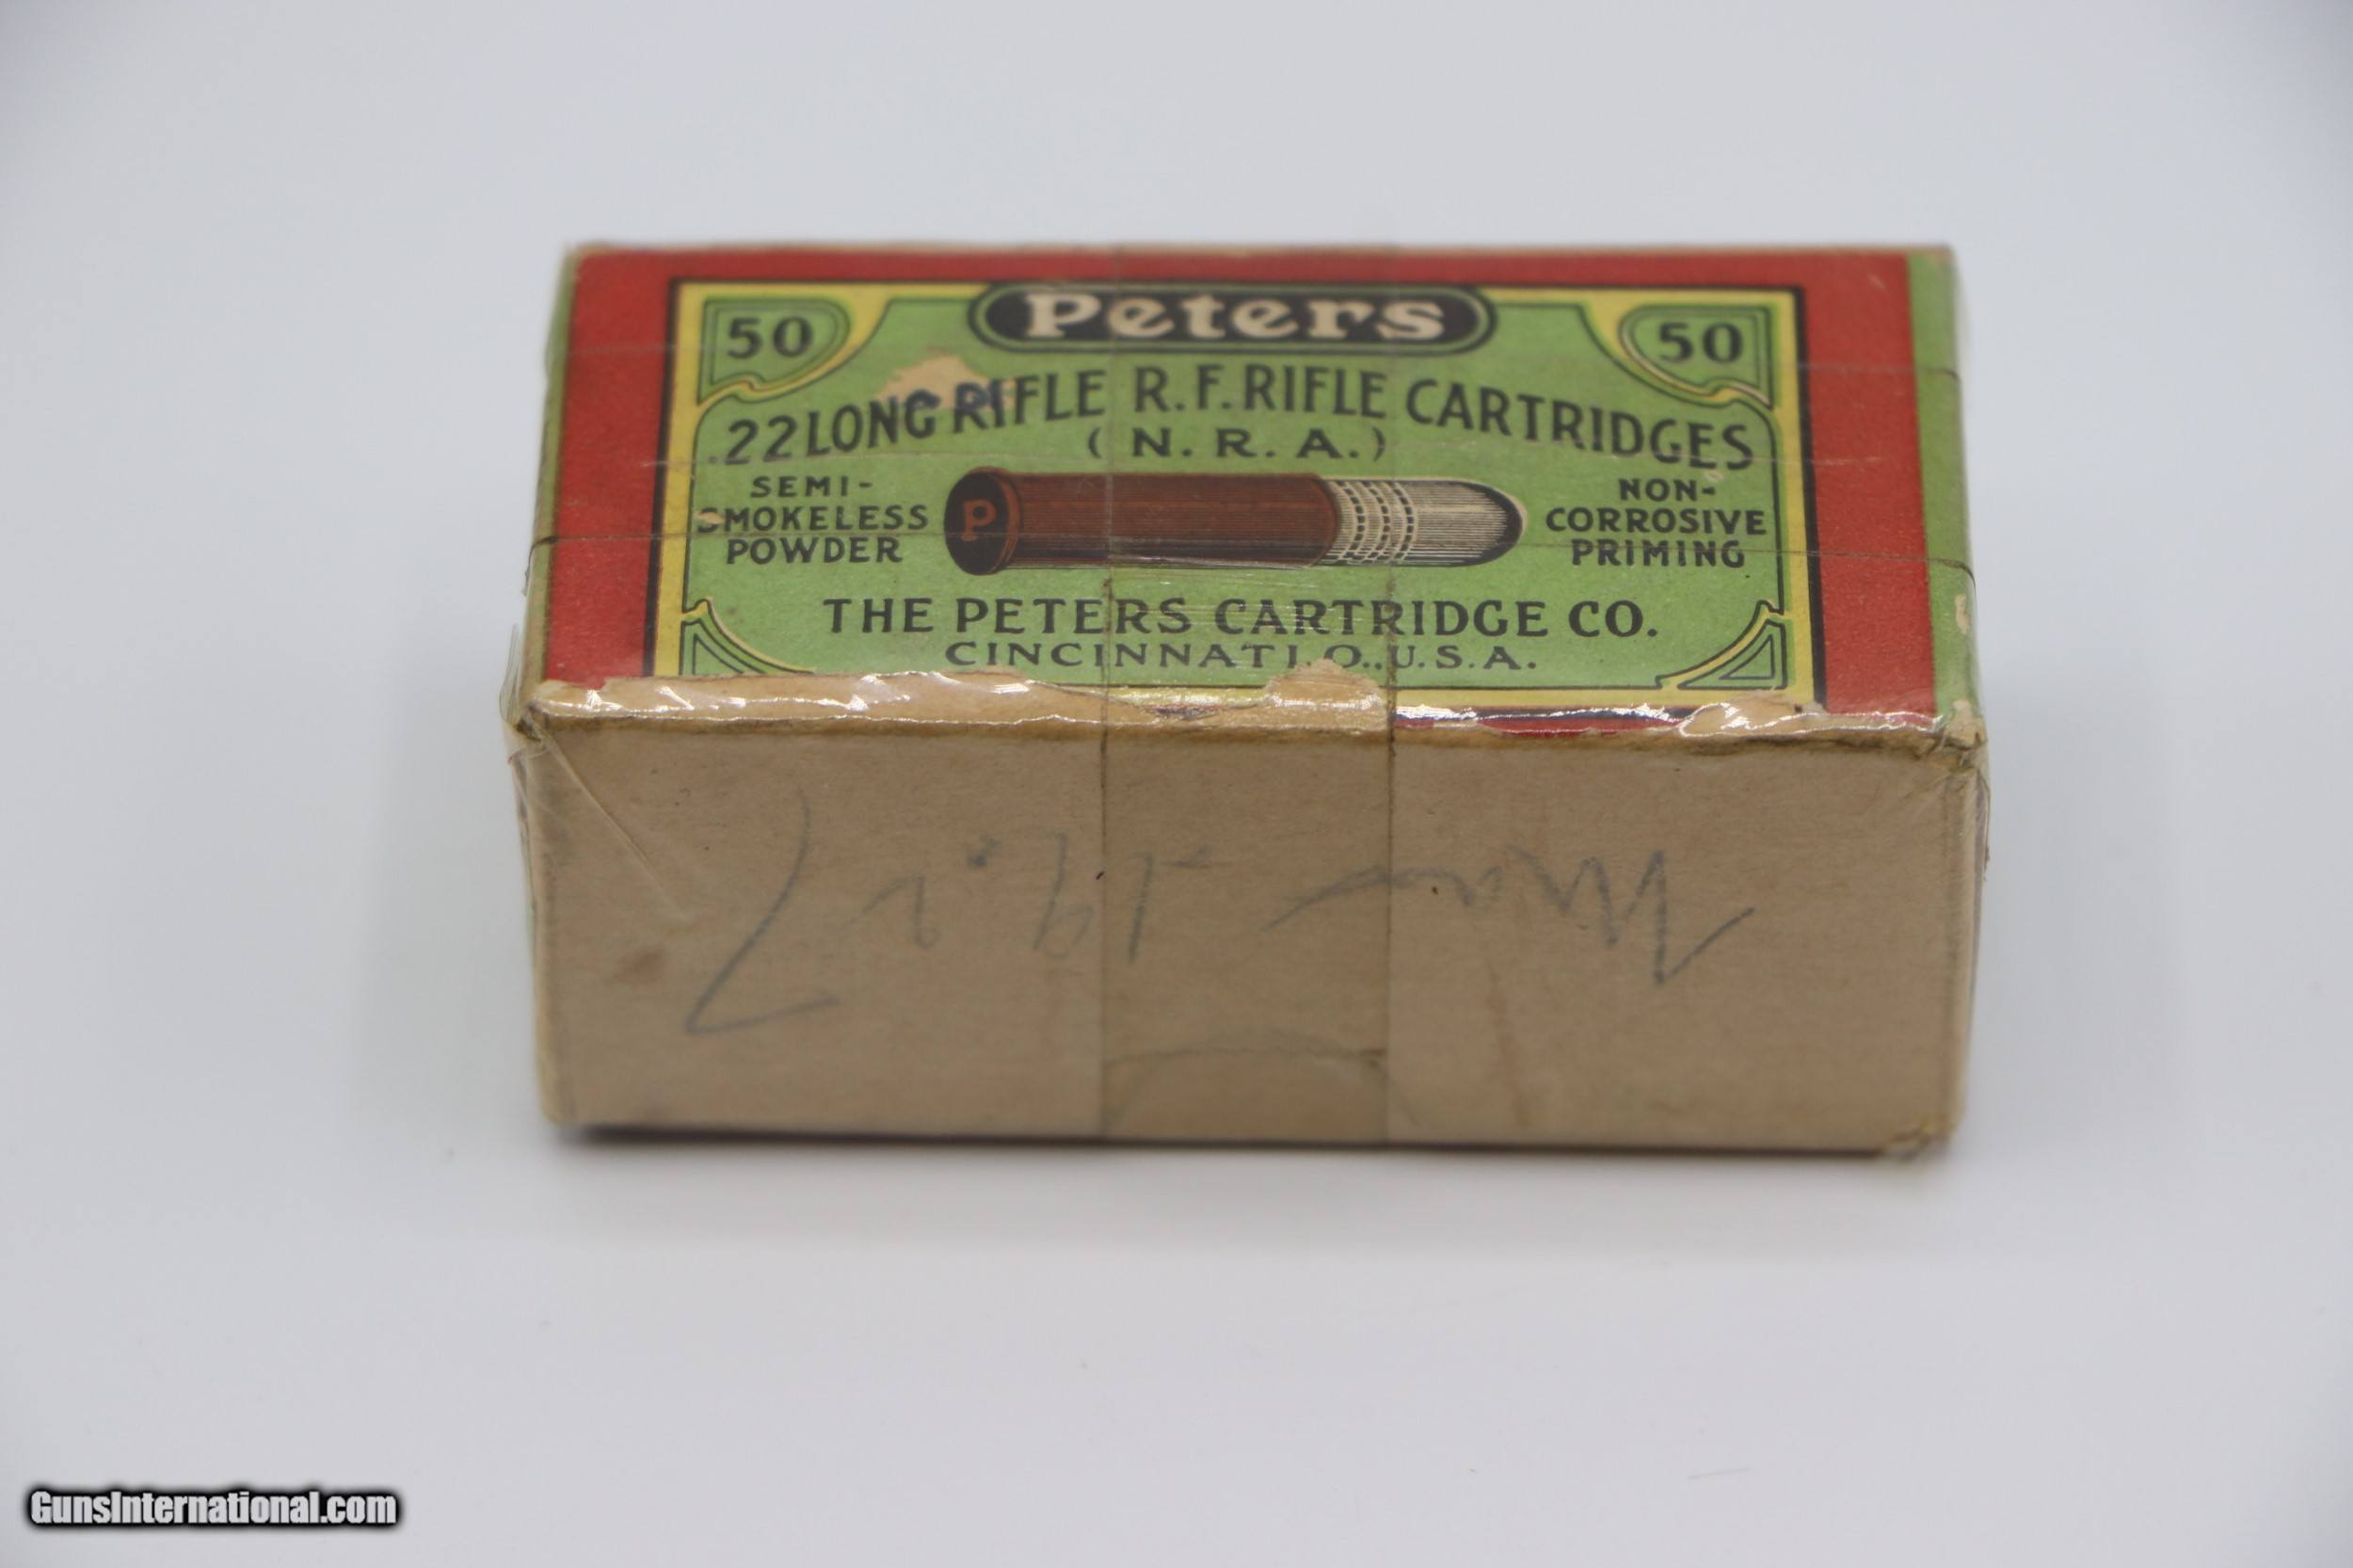 50 Peters 50
.22 LONG RIFLE R.F. RIFLE CARTRIDGES
(N.R.A.)
SEMI-
SMOKELESS
POWDER
P
NON-
CORROSIVE
PRIMING
THE PETERS CARTRIDGE CO.
CINCINNATI, O., U.S.A.
GunsInternational.com